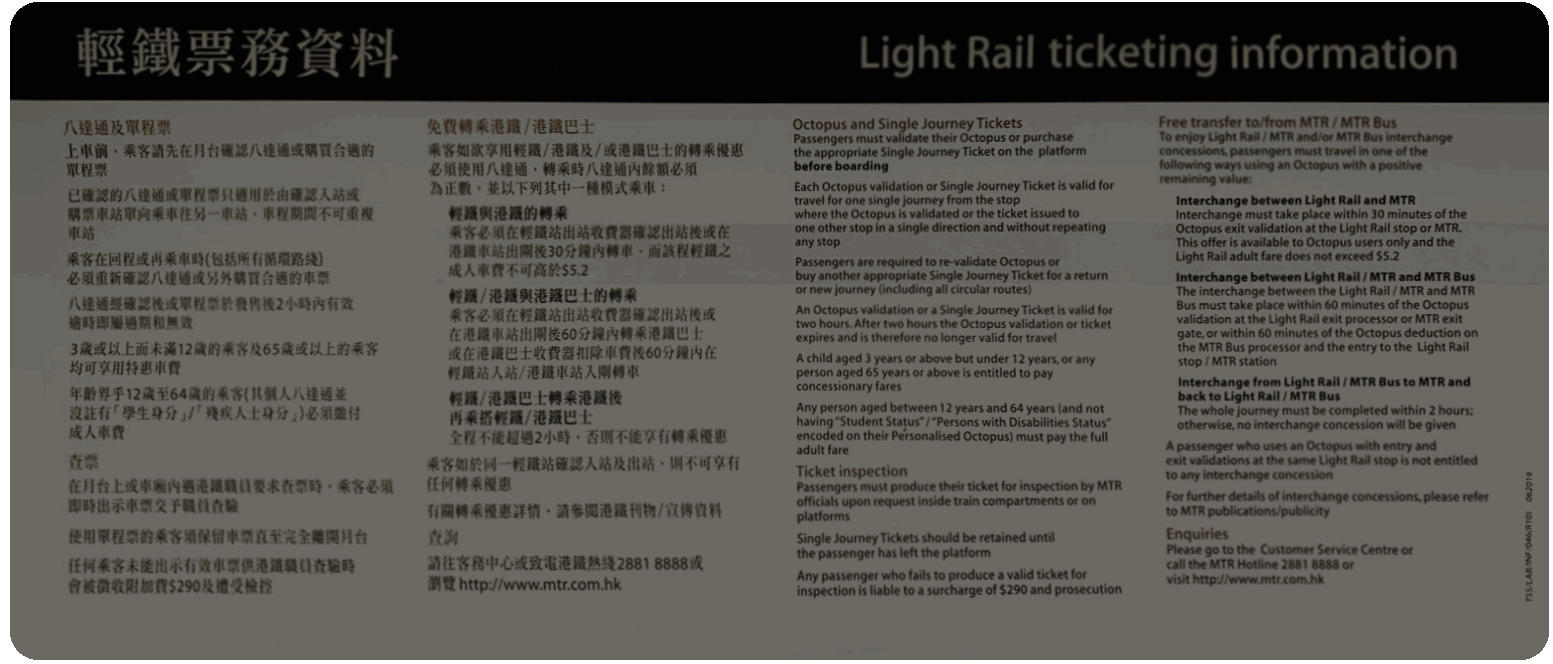 輕鐵票務資料
Light Rail ticketing information
八達通及單程票
上車前，乘客請先在月台確認八達通或購買合適的
單程票
已確認的八達通或單程票只適用於由確認入站或
購票車站單向乘車往另一車站，車程期間不可重複
車站
乘客在回程或再乘車時(包括所有循環路綫)
必須重新確認八達通或另外購買合適的車票
八達通經確認後或單程票於發售後2小時內有效
逾時即屬過期和無效
3歲或以上而未滿12歲的乘客及65歲或以上的乘客
均可享用特惠車費
年齡界乎12歲至64歲的乘客(其個人八達通並
沒註有「學生身分」/「殘疾人士身分」)必須繳付
成人車費
查票
在月台上或車廂內遇港鐵職員要求查票時，乘客必須
即時出示車票交予職員查驗
使用單程票的乘客須保留車票直至完全離開月台
任何乘客未能出示有效車票供港鐵職員查驗時
會被徵收附加費$290及遭受檢控
免費轉乘港鐵/港鐵巴士
乘客如欲享用輕鐵/港鐵及/或港鐵巴士的轉乘優惠
必須使用八達通，轉乘時八達通內餘額必須
為正數，並以下列其中一種模式乘車：
輕鐵與港鐵的轉乘
乘客必須在輕鐵站出站收費器確認出站後或在
港鐵車站出閘後30分鐘內轉車，而該程輕鐵之
成人車費不可高於$5.2
輕鐵/港鐵與港鐵巴士的轉乘
乘客必須在輕鐵站出站收費器確認出站後或
在港鐵車站出閘後60分鐘內轉乘港鐵巴士
或在港鐵巴士收費器扣除車費後60分鐘內在
輕鐵站入站/港鐵車站入閘轉車
輕鐵/港鐵巴士轉乘港鐵後
再乘搭輕鐵/港鐵巴士
全程不能超過2小時，否則不能享有轉乘優惠
乘客如於同一輕鐵站確認入站及出站，則不可享有
任何轉乘優惠
有關轉乘優惠詳情，請參閱港鐵刊物/宣傳資料
查詢
請往客務中心或致電港鐵熱綫2881 8888或
瀏覽 http://www.mtr.com.hk
Octopus and Single Journey Tickets
Passengers must validate their Octopus or purchase
the appropriate Single Journey Ticket on the platform
before boarding
Each Octopus validation or Single Journey Ticket is valid for
travel for one single journey from the stop
where the Octopus is validated or the ticket issued to
one other stop in a single direction and without repeating
any stop
Passengers are required to re-validate Octopus or
buy another appropriate Single Journey Ticket for a return
or new journey (including all circular routes)
An Octopus validation or a Single Journey Ticket is valid for
two hours. After two hours the Octopus validation or ticket
expires and is therefore no longer valid for travel
A child aged 3 years or above but under 12 years, or any
person aged 65 years or above is entitled to pay
concessionary fares
Any person aged between 12 years and 64 years (and not
having "Student Status" / "Persons with Disabilities Status"
encoded on their Personalised Octopus) must pay the full
adult fare
Ticket inspection
Passengers must produce their ticket for inspection by MTR
officials upon request inside train compartments or on
platforms
Single Journey Tickets should be retained until
the passenger has left the platform
Any passenger who fails to produce a valid ticket for
inspection is liable to a surcharge of $290 and prosecution
Free transfer to/from MTR / MTR Bus
To enjoy Light Rail / MTR and/or MTR Bus interchange
concessions, passengers must travel in one of the
following ways using an Octopus with a positive
remaining value:
Interchange between Light Rail and MTR
Interchange must take place within 30 minutes of the
Octopus exit validation at the Light Rail stop or MTR.
This offer is available to Octopus users only and the
Light Rail adult fare does not exceed $5.2
Interchange between Light Rail / MTR and MTR Bus
The interchange between the Light Rail / MTR and MTR
Bus must take place within 60 minutes of the Octopus
validation at the Light Rail exit processor or MTR exit
gate, or within 60 minutes of the Octopus deduction on
the MTR Bus processor and the entry to the Light Rail
stop / MTR station
Interchange from Light Rail / MTR Bus to MTR and
back to Light Rail / MTR Bus
The whole journey must be completed within 2 hours;
otherwise, no interchange concession will be given
A passenger who uses an Octopus with entry and
exit validations at the same Light Rail stop is not entitled
to any interchange concession
For further details of interchange concessions, please refer
to MTR publications/publicity
Enquiries
Please go to the Customer Service Centre or
call the MTR Hotline 2881 8888 or
visit http://www.mtr.com.hk
TSS/LAB/INF/046(R10) 062019